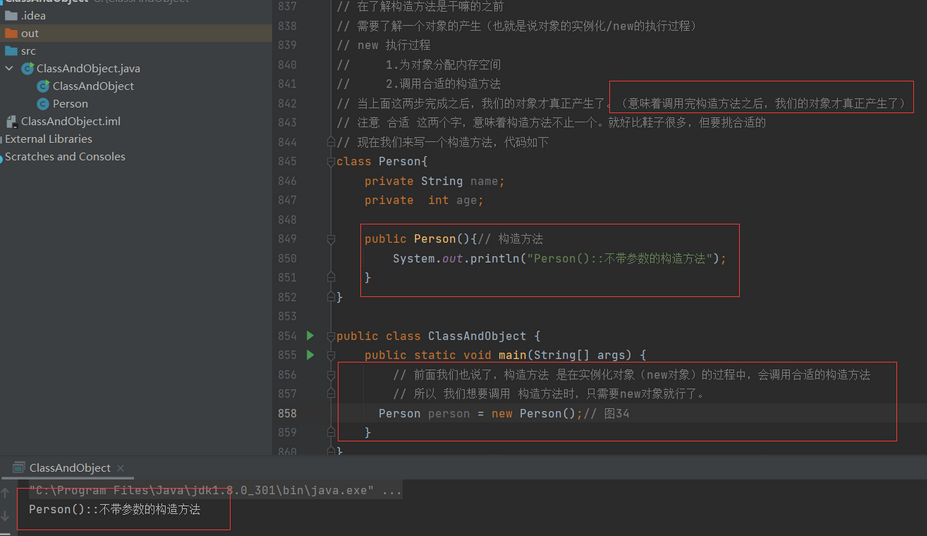 ClassAndObject C:\ClassAndObject
.idea
out
src
ClassAndObject.java
ClassAndObject
Person
ClassAndObject.iml
External Libraries
Scratches and Consoles
837 // 在了解构造方法是干嘛的之前
838 // 需要了解一个对象的产生（也就是说对象的实例化/new的执行过程）
839 // new 执行过程
840 //     1.为对象分配内存空间
841 //     2.调用合适的构造方法
842 // 当上面这两步完成之后，我们的对象才真正产生了。（意味着调用完构造方法之后，我们的对象才真正产生了）
843 // 注意 合适 这两个字，意味着构造方法不止一个。就好比鞋子很多，但要挑合适的
844 // 现在我们来写一个构造方法，代码如下
845 class Person{
846     private String name;
847     private  int age;
848
849     public Person(){// 构造方法
850         System.out.println("Person()::不带参数的构造方法");
851     }
852 }
853
854 public class ClassAndObject {
855     public static void main(String[] args) {
856         // 前面我们也说了，构造方法 是在实例化对象（new对象）的过程中，会调用合适的构造方法
857         // 所以 我们想要调用 构造方法时，只需要new对象就行了。
858       Person person = new Person();// 图34
859     }
860 }
ClassAndObject ×
"C:\Program Files\Java\jdk1.8.0_301\bin\java.exe" ...
Person()::不带参数的构造方法